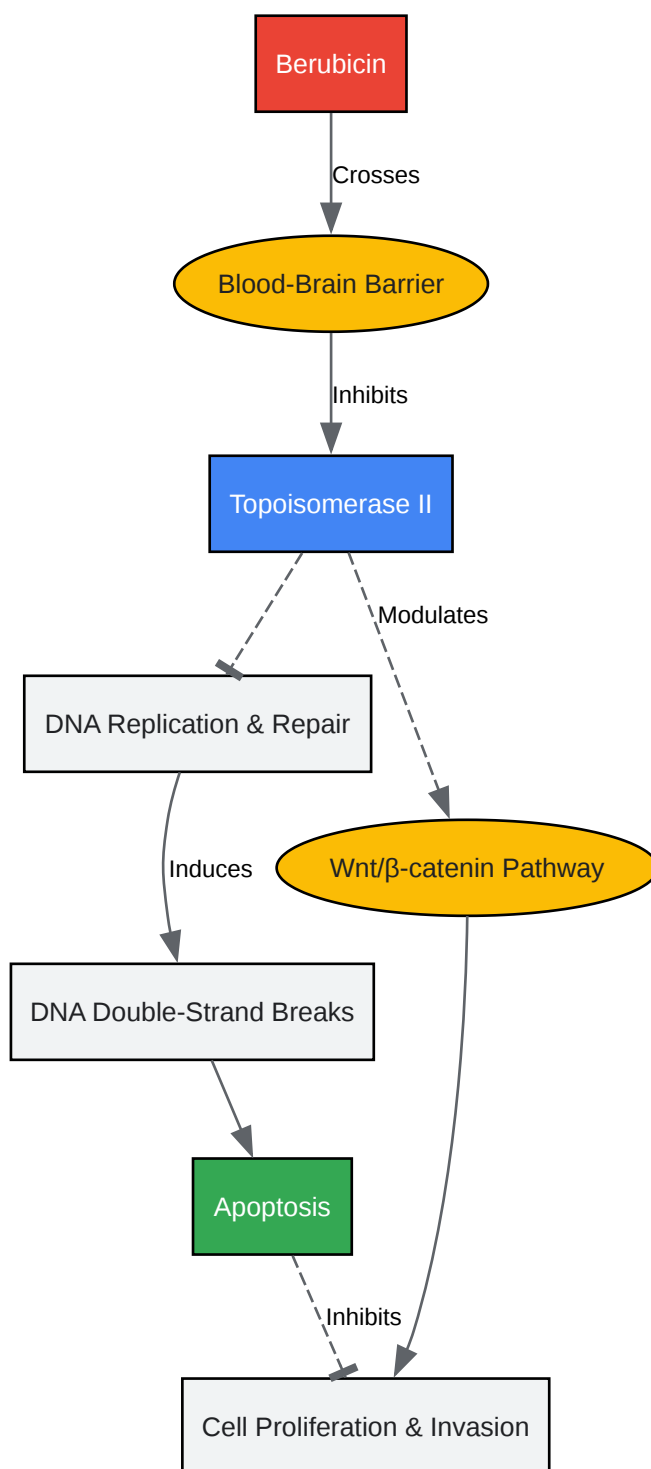 Berubicin
Crosses
Blood-Brain Barrier
Inhibits
Topoisomerase II
Modulates
DNA Replication & Repair
Induces
Wnt/β-catenin Pathway
DNA Double-Strand Breaks
Apoptosis
Inhibits
Cell Proliferation & Invasion